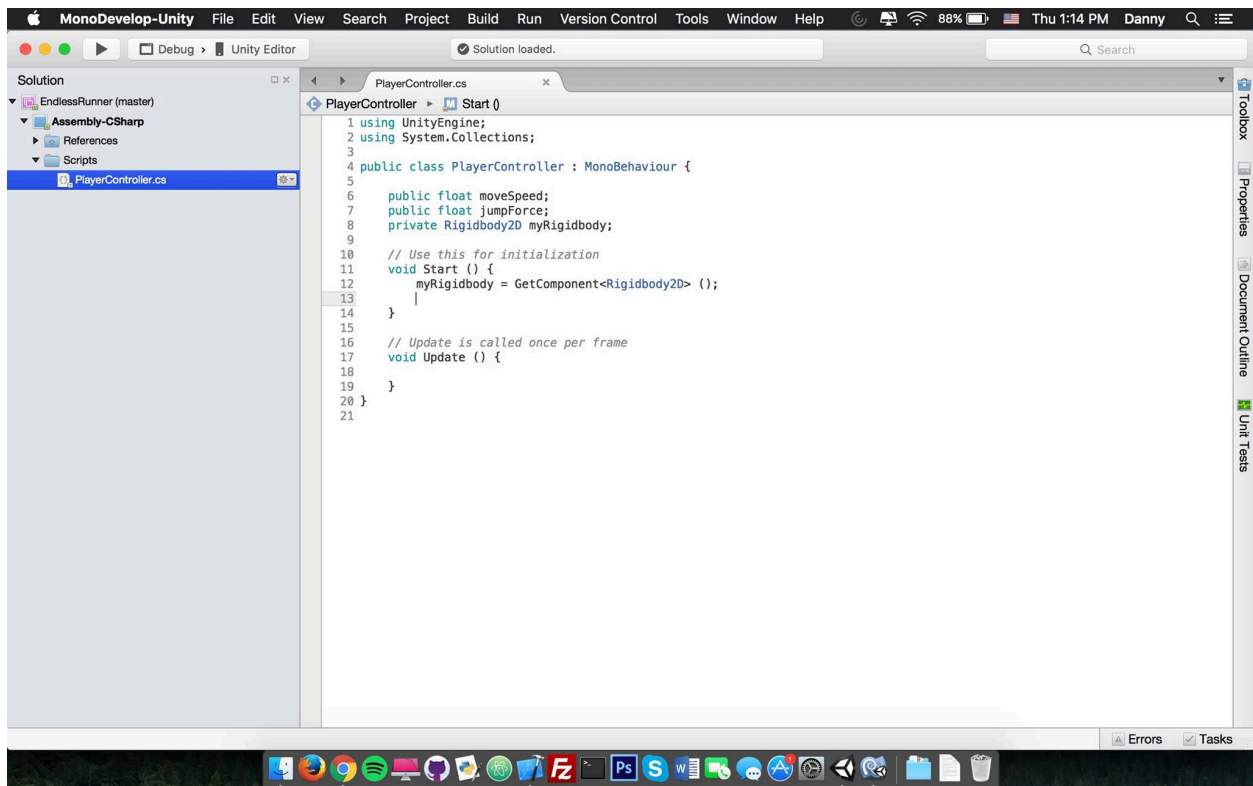 MonoDevelop-Unity File Edit View Search Project Build Run Version Control Tools Window Help 88% Thu 1:14 PM Danny
Debug › Unity Editor
Solution loaded.
Search
Solution
EndlessRunner (master)
Assembly-CSharp
References
Scripts
PlayerController.cs
PlayerController.cs
PlayerController ▸ M Start ()
1 using UnityEngine;
2 using System.Collections;
3
4 public class PlayerController : MonoBehaviour {
5
6     public float moveSpeed;
7     public float jumpForce;
8     private Rigidbody2D myRigidbody;
9
10     // Use this for initialization
11     void Start () {
12         myRigidbody = GetComponent<Rigidbody2D> ();
13
14     }
15
16     // Update is called once per frame
17     void Update () {
18
19     }
20 }
21
Toolbox
Properties
Document Outline
Unit Tests
Errors Tasks
Fz Ps S W 1